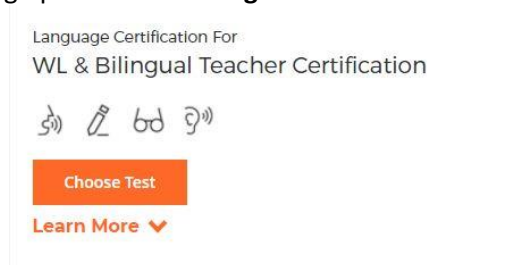 Language Certification For
WL & Bilingual Teacher Certification
Choose Test
Learn More